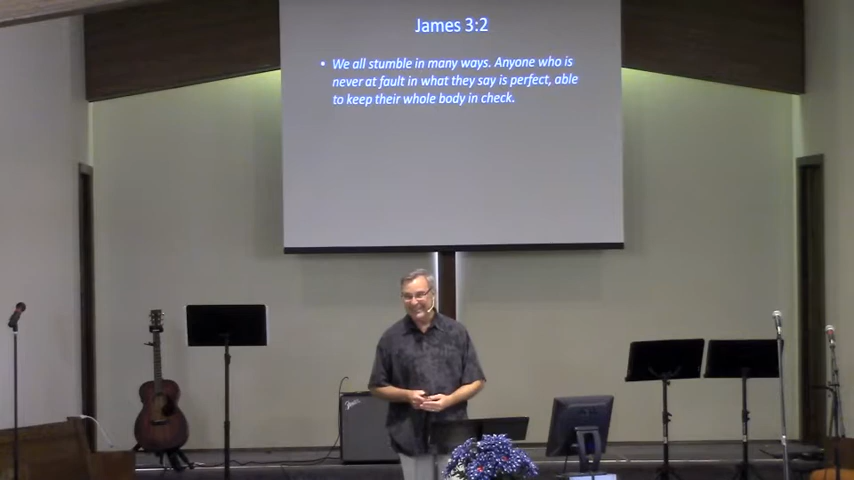 James 3:2
• We all stumble in many ways. Anyone who is
never at fault in what they say is perfect, able
to keep their whole body in check.
Fender